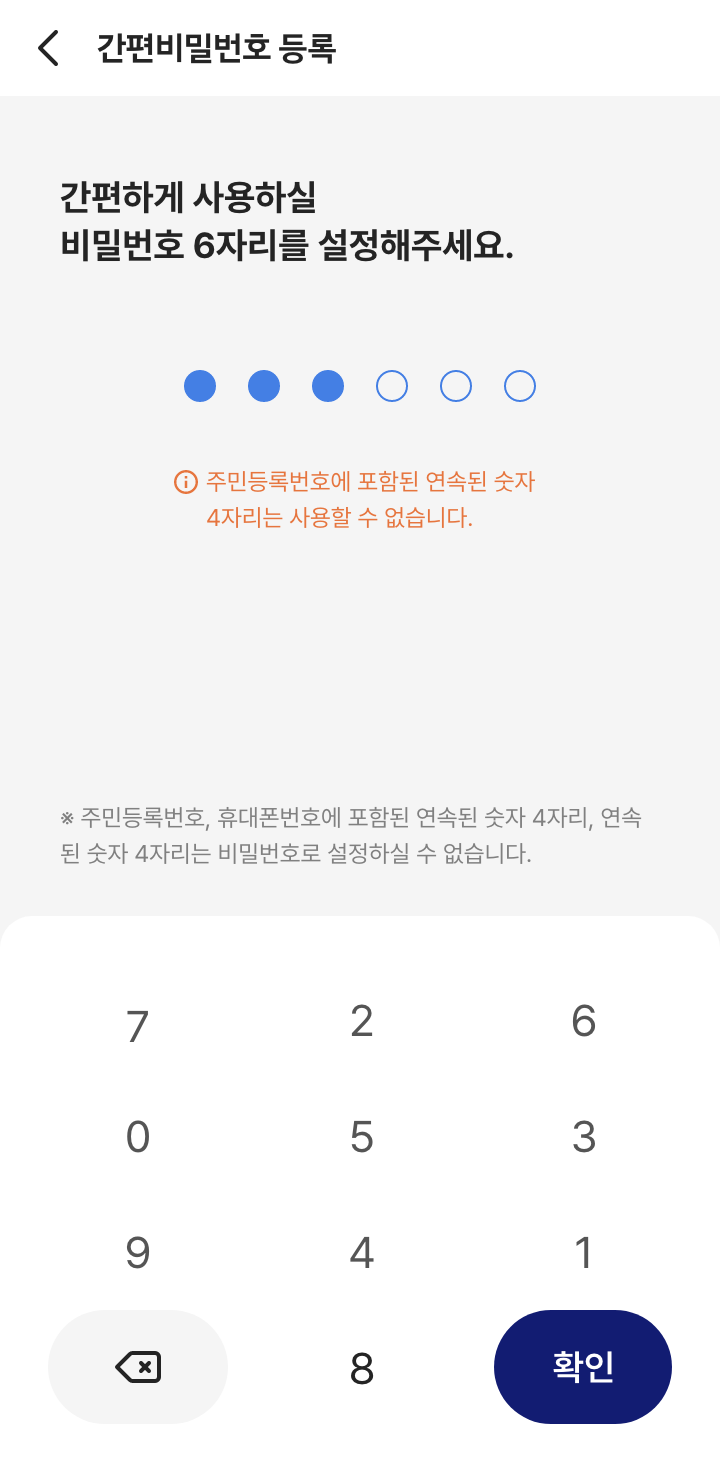 간편비밀번호 등록
간편하게 사용하실
비밀번호 6자리를 설정해주세요.
주민등록번호에 포함된 연속된 숫자
4자리는 사용할 수 없습니다.
※ 주민등록번호, 휴대폰번호에 포함된 연속된 숫자 4자리, 연속
된 숫자 4자리는 비밀번호로 설정하실 수 없습니다.
7 2 6
0 5 3
9 4 1
8 확인